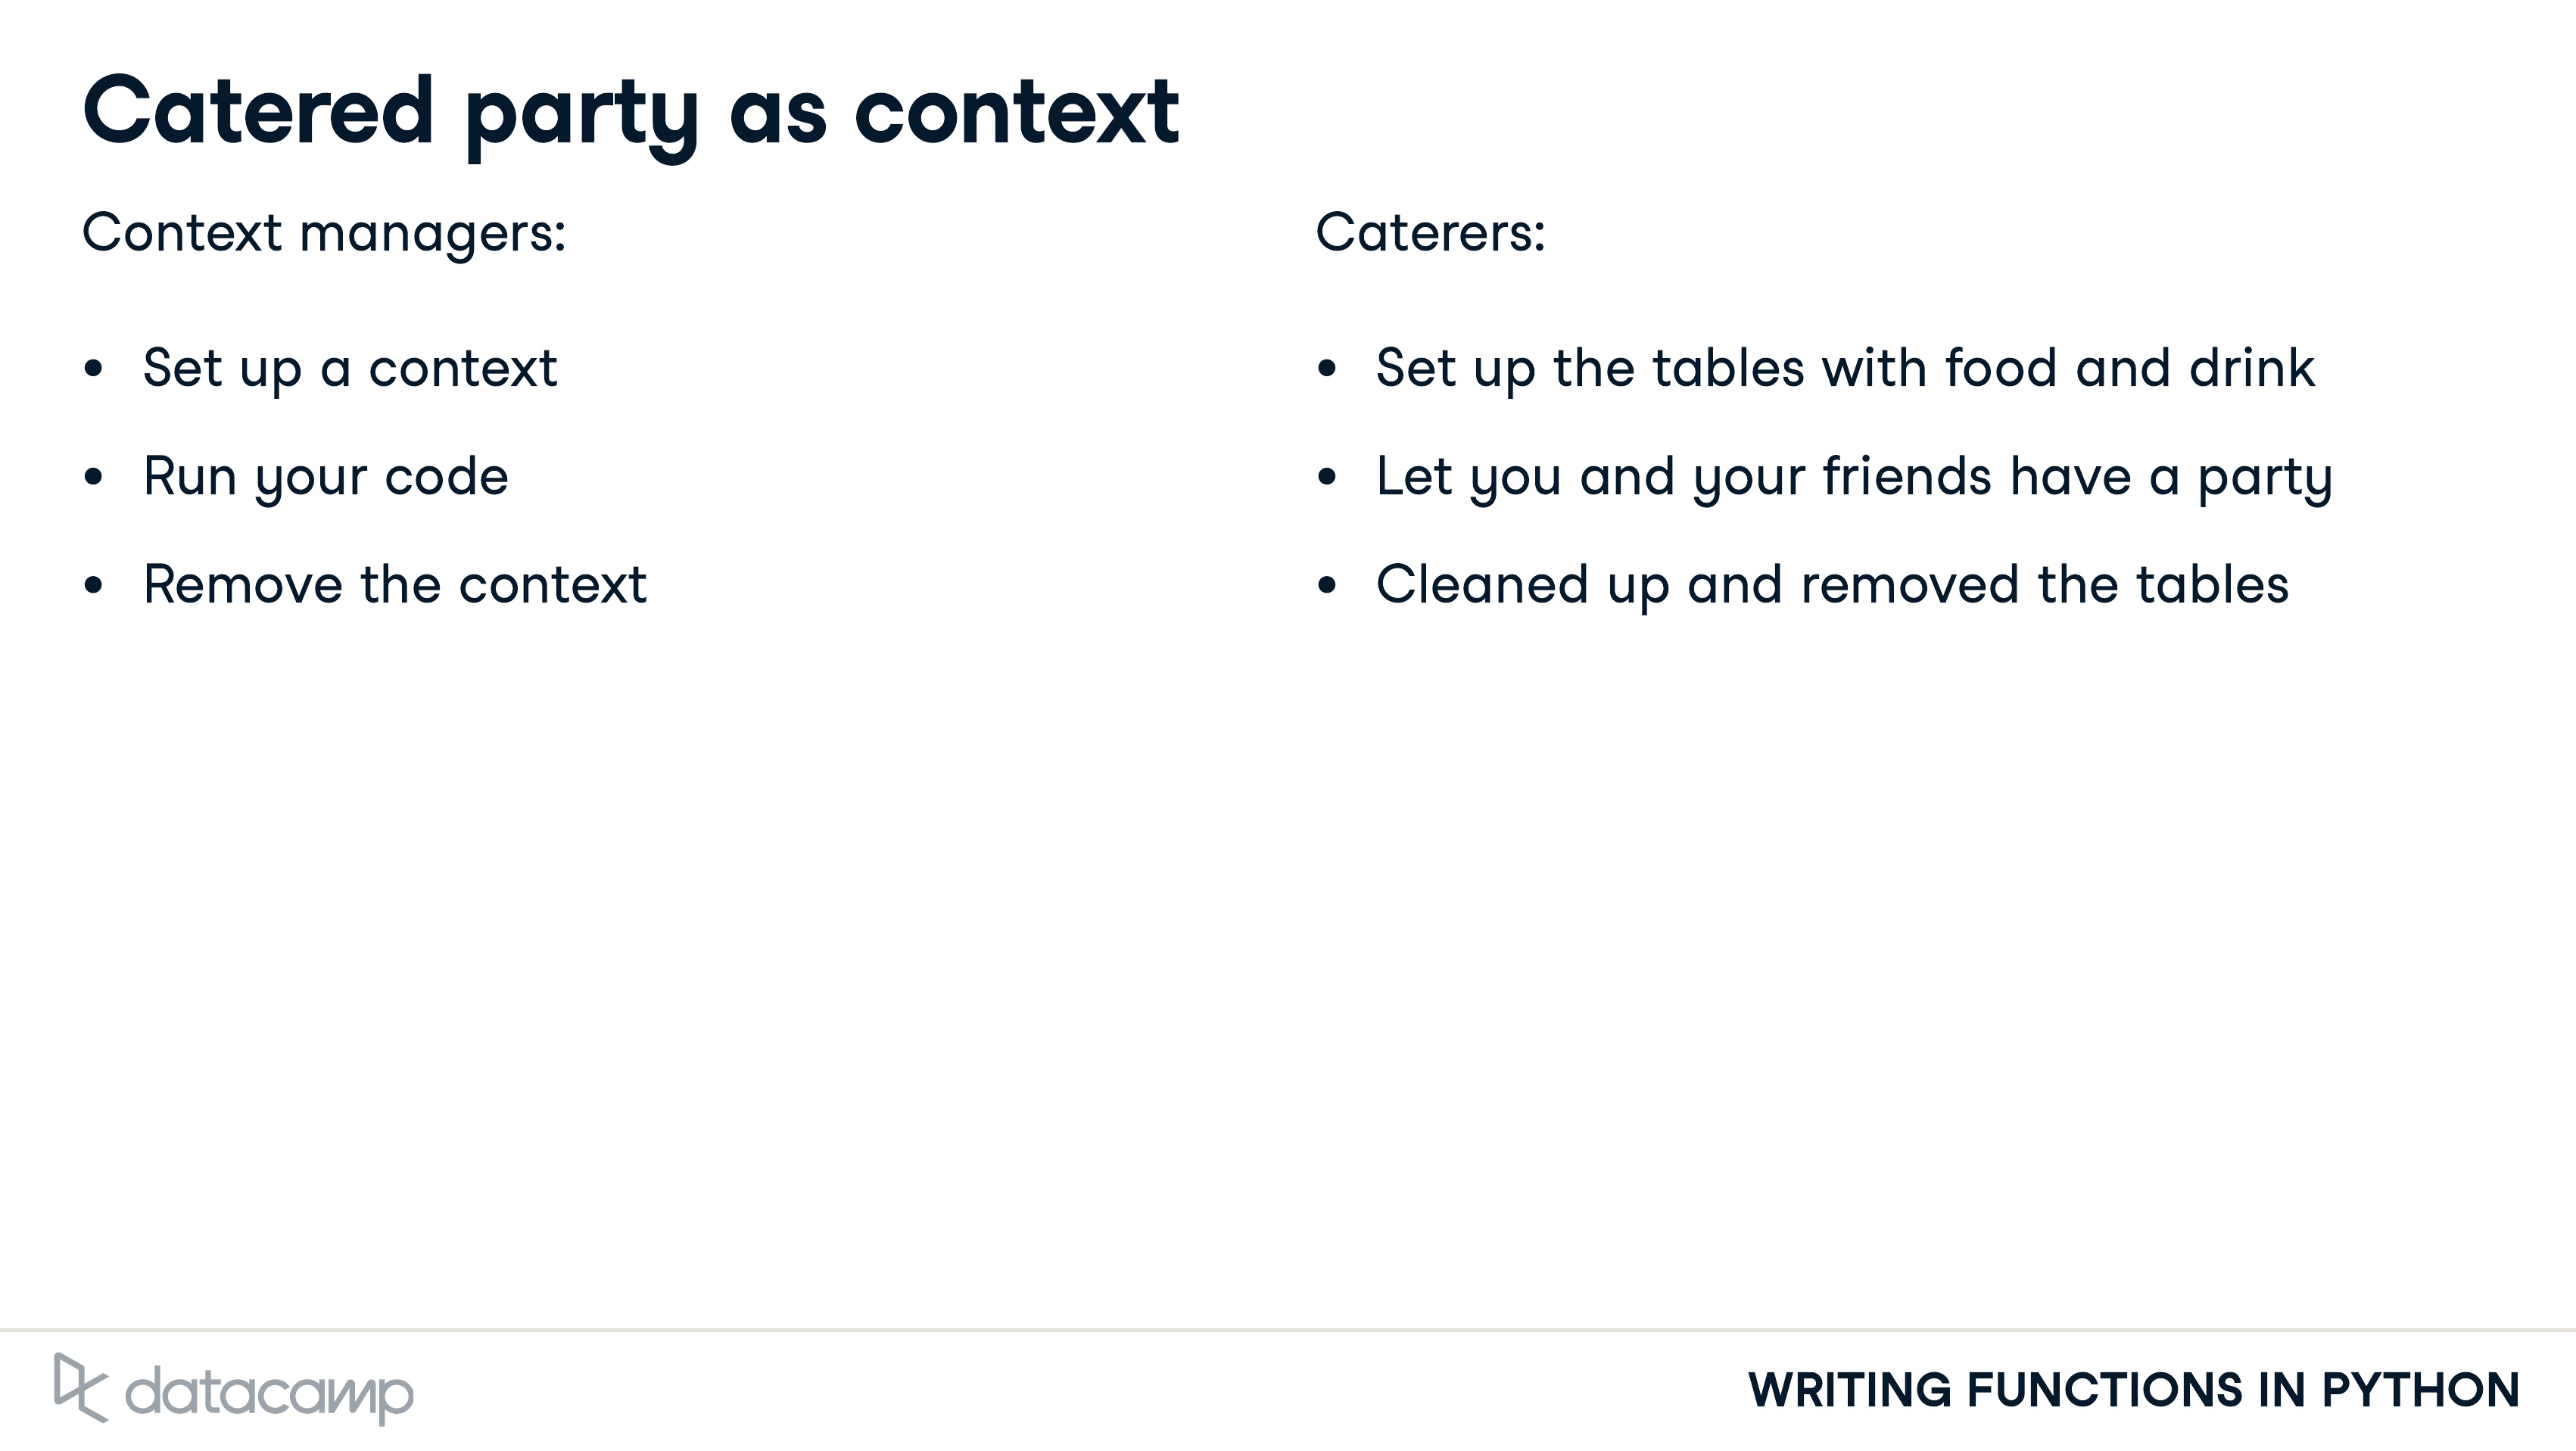 Catered party as context
Context managers:
• Set up a context
• Run your code
• Remove the context
Caterers:
• Set up the tables with food and drink
• Let you and your friends have a party
• Cleaned up and removed the tables
datacamp
WRITING FUNCTIONS IN PYTHON